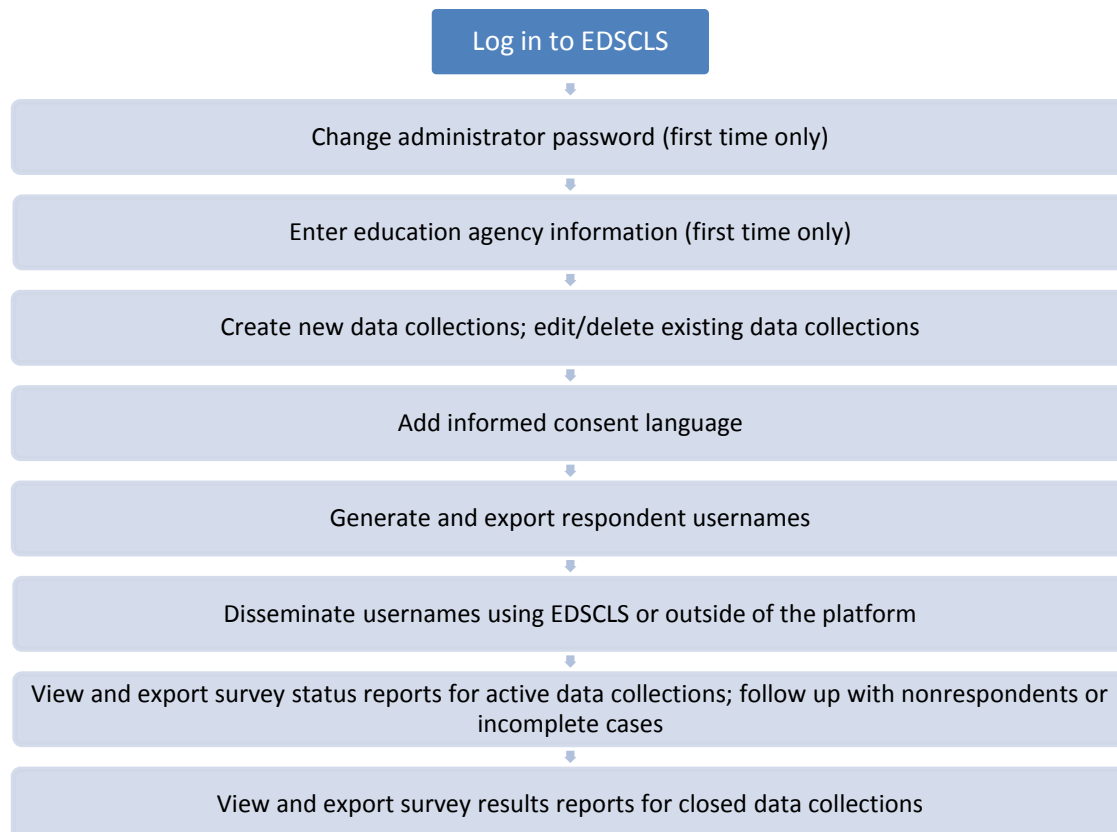 Log in to EDSCLS
Change administrator password (first time only)
Enter education agency information (first time only)
Create new data collections; edit/delete existing data collections
Add informed consent language
Generate and export respondent usernames
Disseminate usernames using EDSCLS or outside of the platform
View and export survey status reports for active data collections; follow up with nonrespondents or
incomplete cases
View and export survey results reports for closed data collections